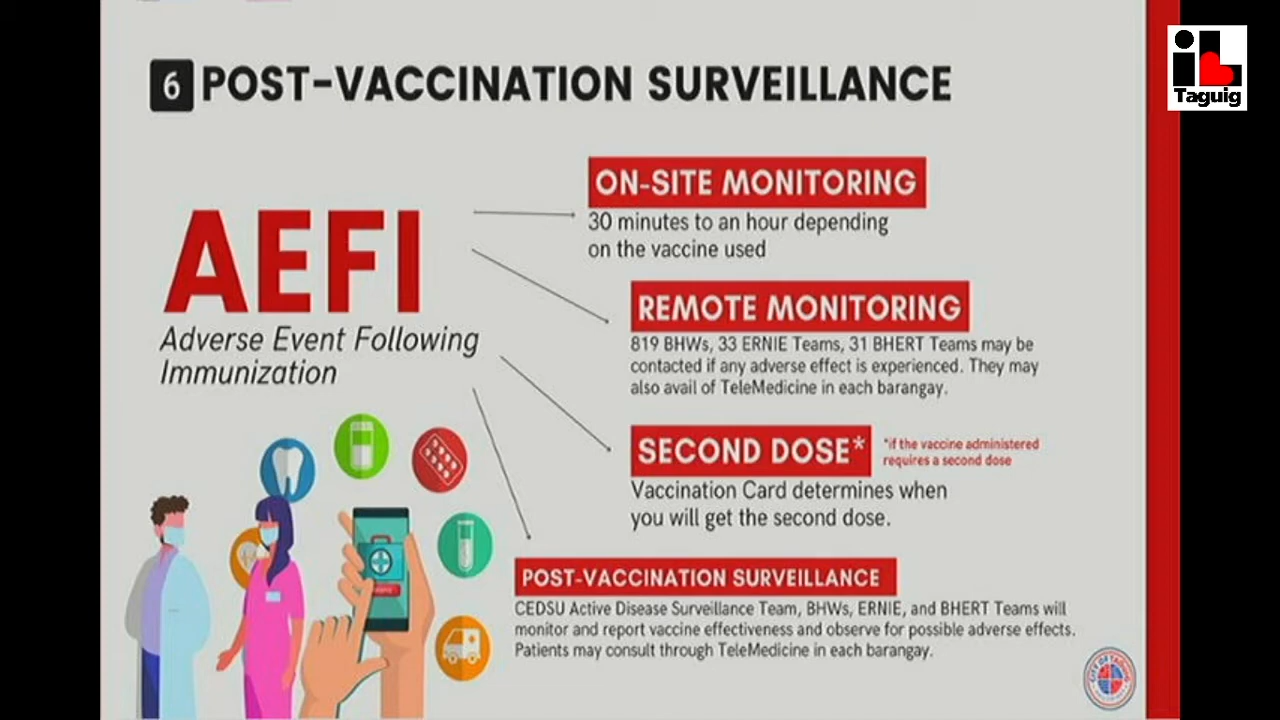 6 POST-VACCINATION SURVEILLANCE
iL
Taguig
AEFI
Adverse Event Following
Immunization
ON-SITE MONITORING
30 minutes to an hour depending
on the vaccine used
REMOTE MONITORING
819 BHWs, 33 ERNIE Teams, 31 BHERT Teams may be
contacted if any adverse effect is experienced. They may
also avail of TeleMedicine in each barangay.
SECOND DOSE*
*if the vaccine administered
requires a second dose
Vaccination Card determines when
you will get the second dose.
POST-VACCINATION SURVEILLANCE
CEDSU Active Disease Surveillance Team, BHWs, ERNIE, and BHERT Teams will
monitor and report vaccine effectiveness and observe for possible adverse effects.
Patients may consult through TeleMedicine in each barangay.
CITY OF TAGUIG